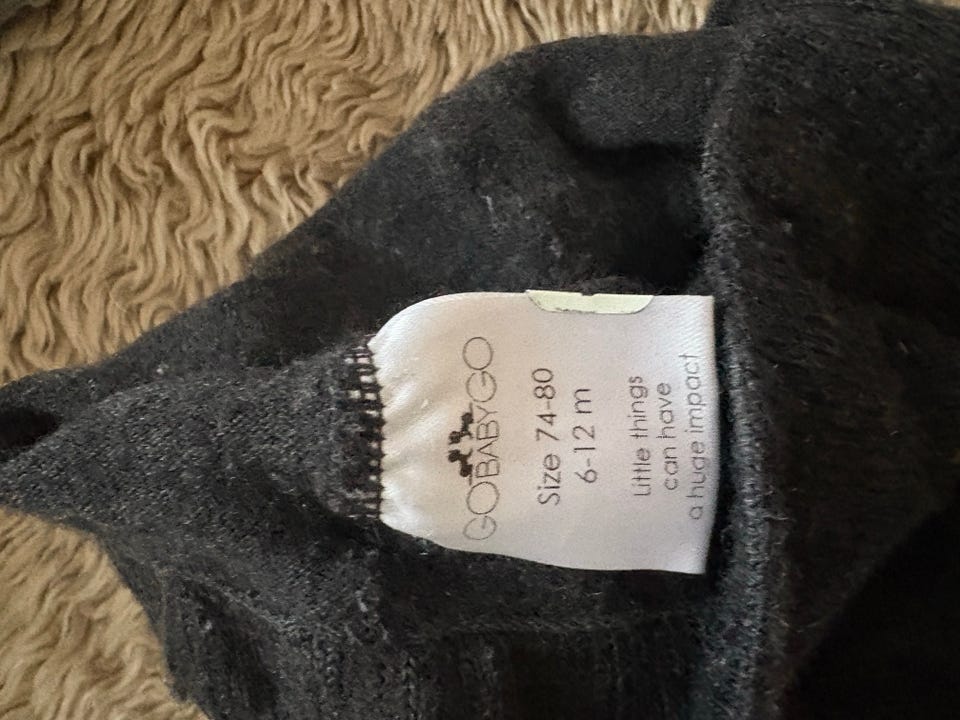 GOBABYGO
Size 74-80
6-12 m
Little things
can have
a huge impact